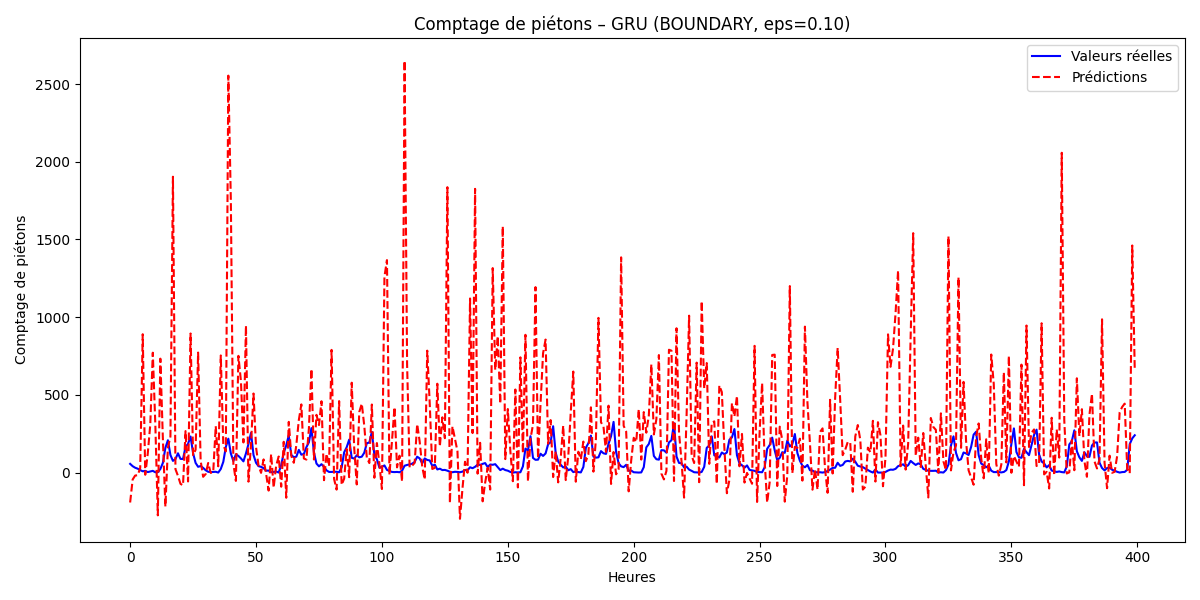 Comptage de piétons – GRU (BOUNDARY, eps=0.10)
Valeurs réelles
Prédictions
Comptage de piétons
2500
2000
1500
1000
500
0
0 50 100 150 200 250 300 350 400
Heures